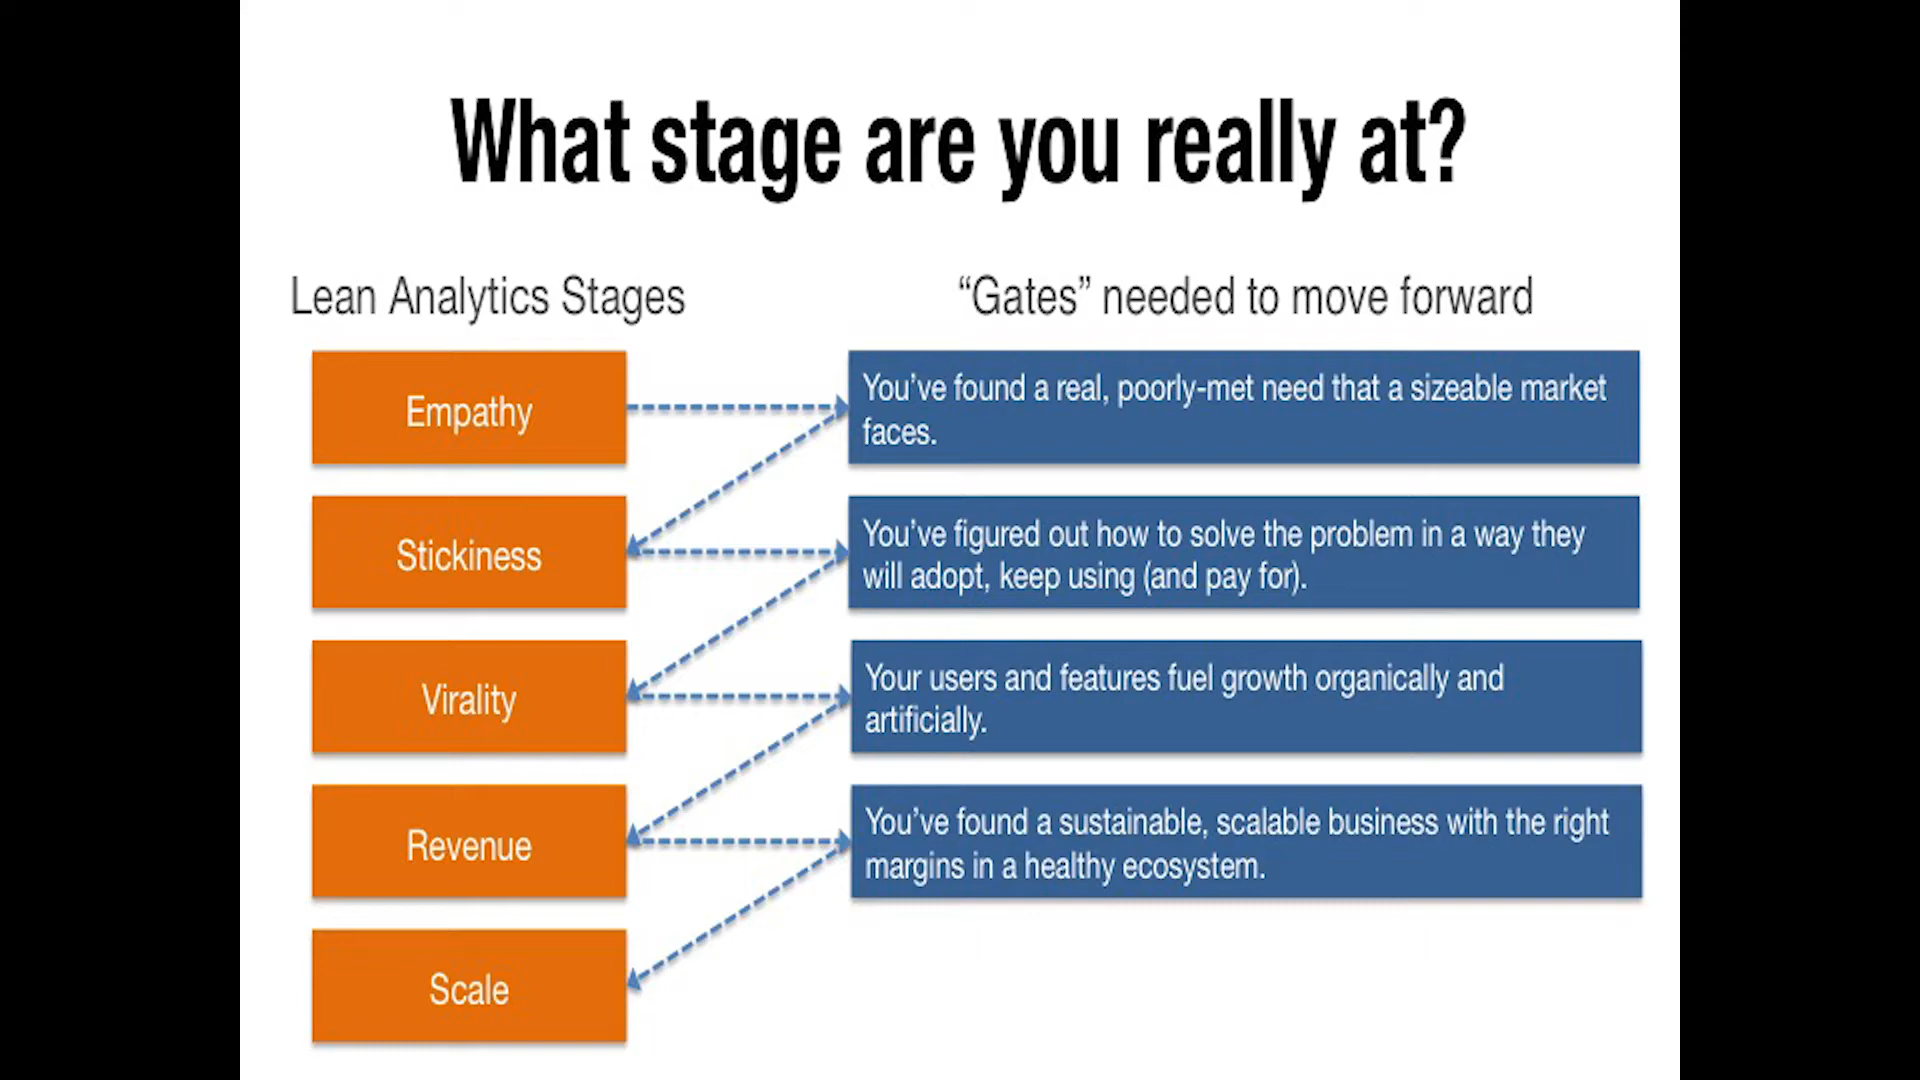 What stage are you really at?
Lean Analytics Stages
“Gates” needed to move forward
Empathy
You’ve found a real, poorly-met need that a sizeable market
faces.
Stickiness
You’ve figured out how to solve the problem in a way they
will adopt, keep using (and pay for).
Virality
Your users and features fuel growth organically and
artificially.
Revenue
You’ve found a sustainable, scalable business with the right
margins in a healthy ecosystem.
Scale